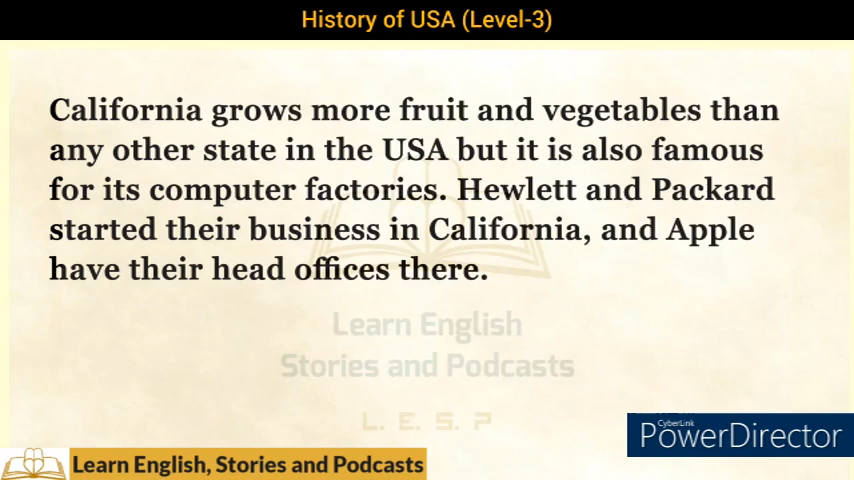 History of USA (Level-3)
California grows more fruit and vegetables than
any other state in the USA but it is also famous
for its computer factories. Hewlett and Packard
started their business in California, and Apple
have their head offices there.
Learn English
Stories and Podcasts
L. E. S. P
CyberLink
PowerDirector
Learn English, Stories and Podcasts